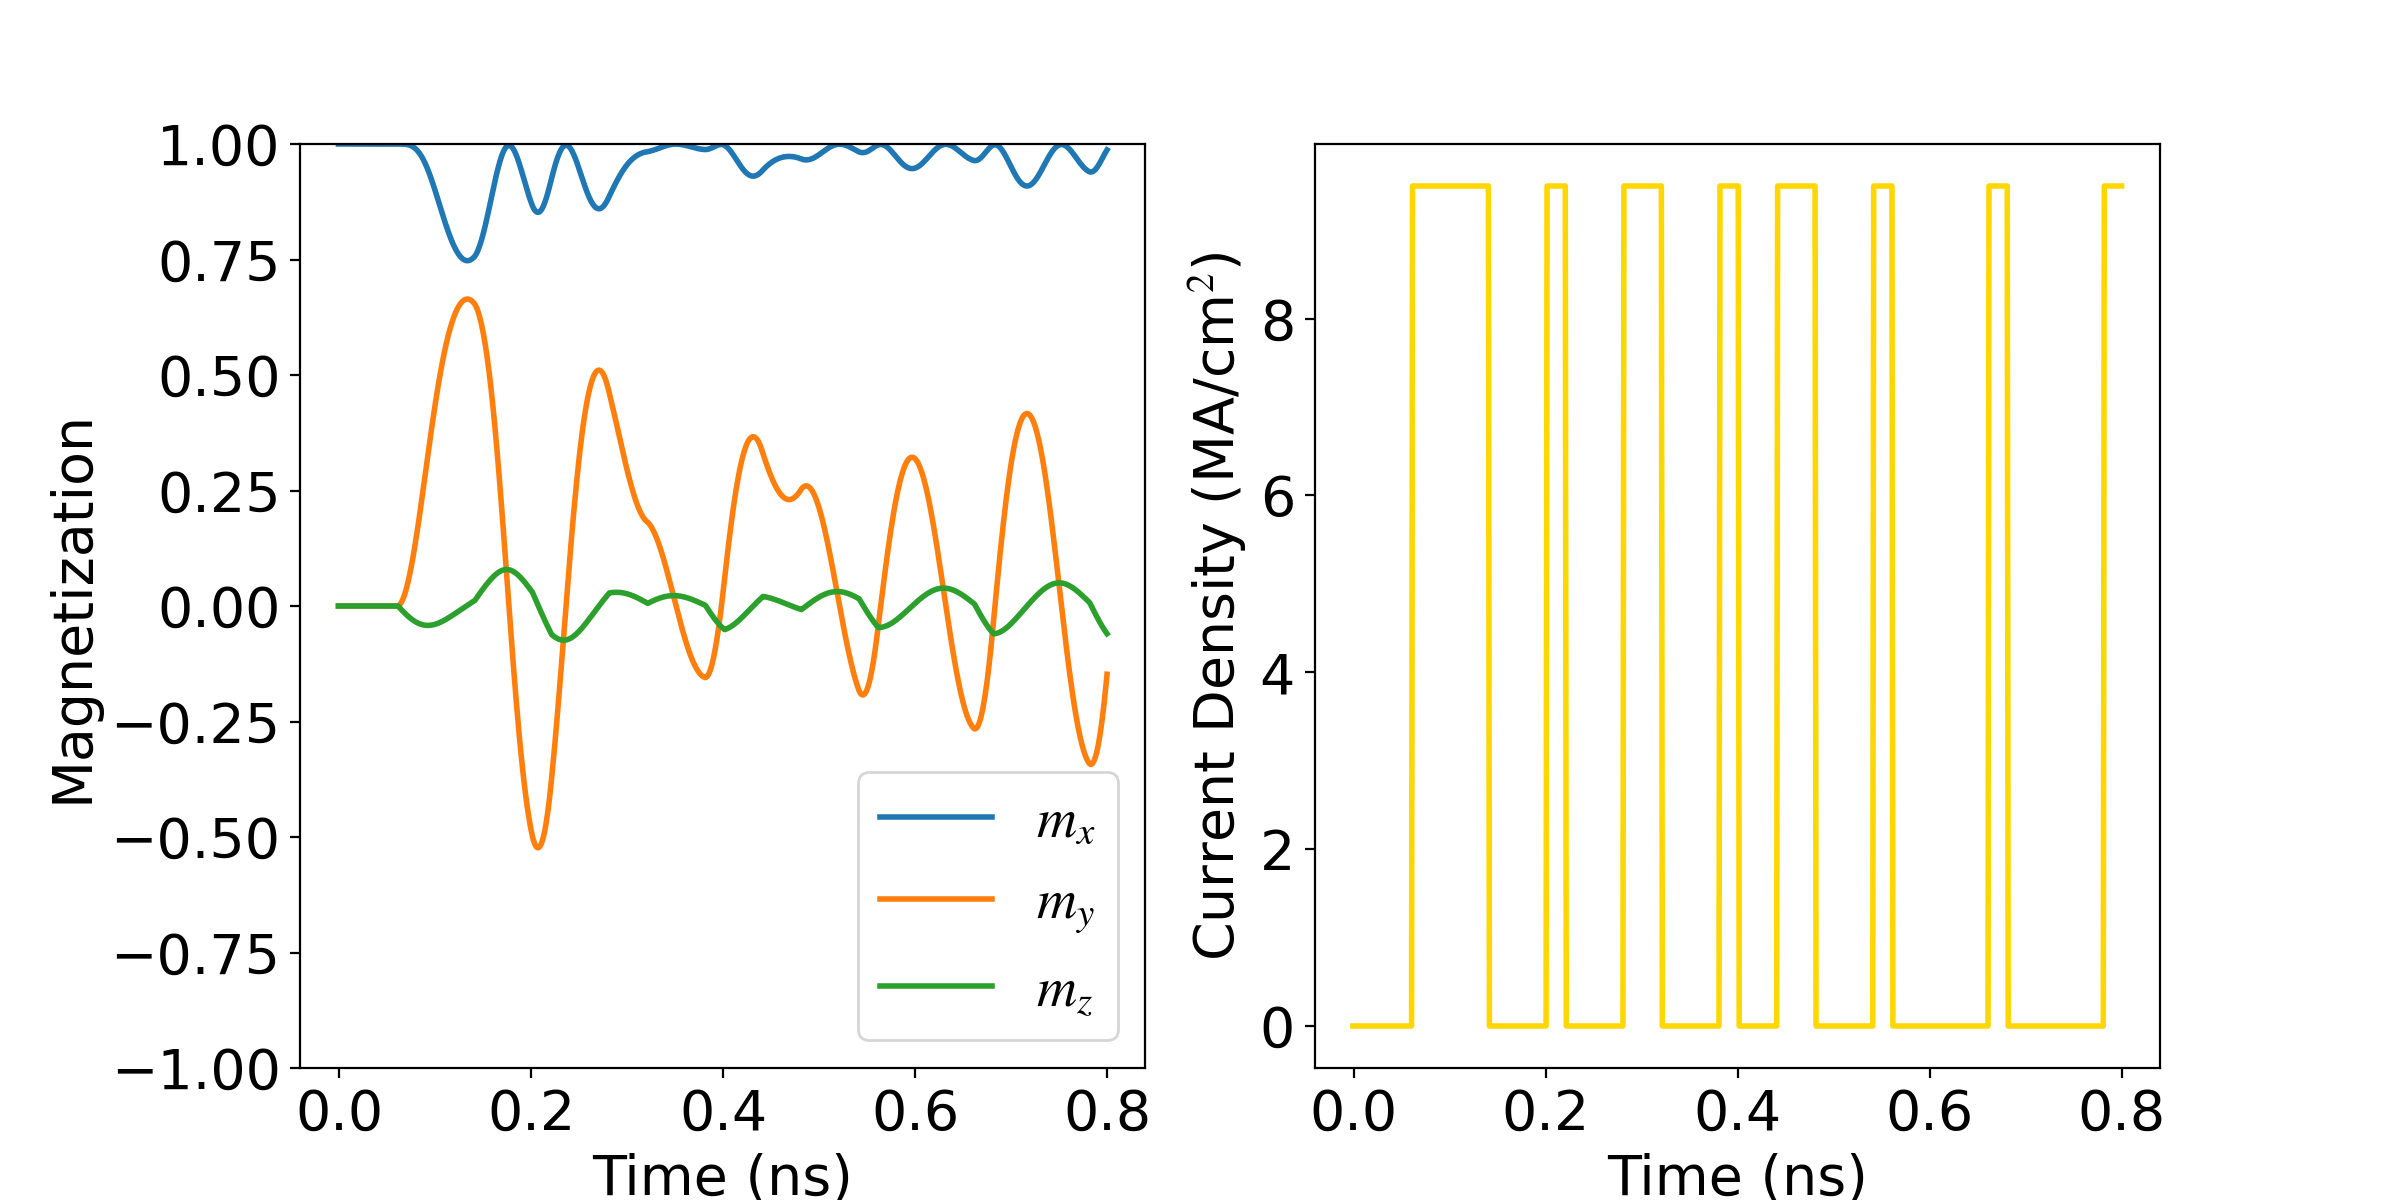 1.00
0.75
0.50
0.25
0.00
−0.25
−0.50
−0.75
−1.00
Magnetization
0.0 0.2 0.4 0.6 0.8
Time (ns)
m_x
m_y
m_z
8
6
4
2
0
Current Density (MA/cm²)
0.0 0.2 0.4 0.6 0.8
Time (ns)